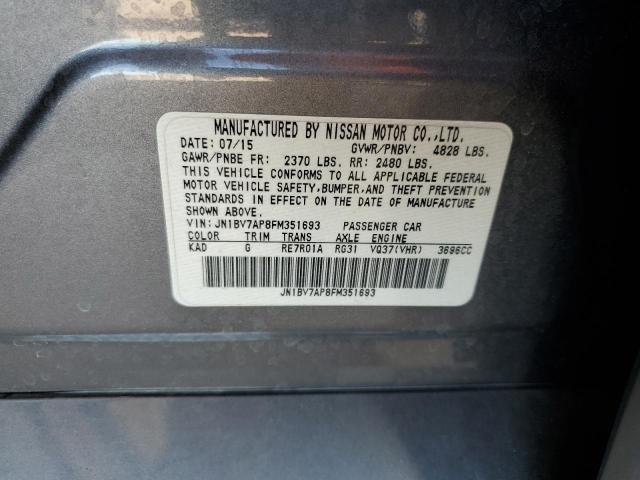 MANUFACTURED BY NISSAN MOTOR CO.,LTD.
DATE: 07/15 GVWR/PNBV: 4828 LBS.
GAWR/PNBE FR: 2370 LBS. RR: 2480 LBS.
THIS VEHICLE CONFORMS TO ALL APPLICABLE FEDERAL
MOTOR VEHICLE SAFETY,BUMPER,AND THEFT PREVENTION
STANDARDS IN EFFECT ON THE DATE OF MANUFACTURE
SHOWN ABOVE.
VIN:JN1BV7AP8FM351693 PASSENGER CAR
COLOR TRIM TRANS AXLE ENGINE
KAD G RE7R01A RG31 VQ37(VHR) 3696CC
JN1BV7AP8FM351693